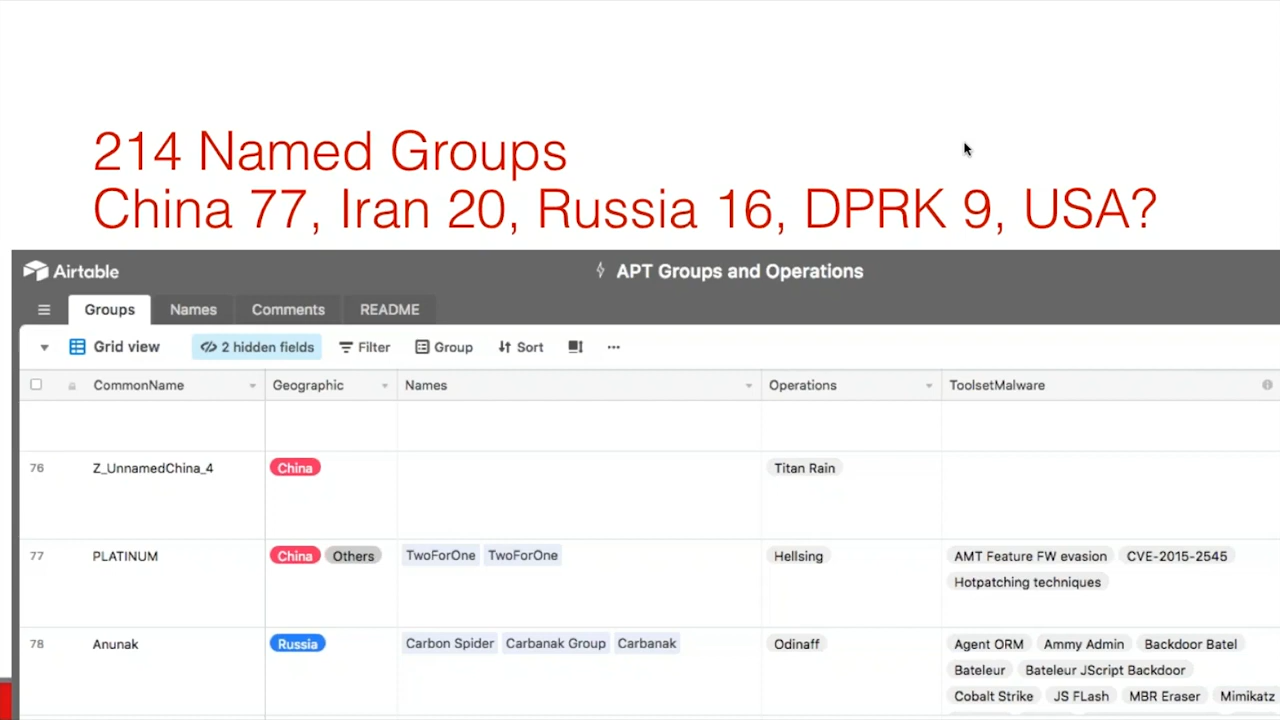 214 Named Groups
China 77, Iran 20, Russia 16, DPRK 9, USA?
Airtable
APT Groups and Operations
Groups Names Comments README
Grid view 2 hidden fields Filter Group Sort ...
CommonName Geographic Names Operations ToolsetMalware
76 Z_UnnamedChina_4 China Titan Rain
77 PLATINUM China Others TwoForOne TwoForOne Hellsing AMT Feature FW evasion CVE-2015-2545
Hotpatching techniques
78 Anunak Russia Carbon Spider Carbanak Group Carbanak Odinaff Agent ORM Ammy Admin Backdoor Batel
Bateleur Bateleur JScript Backdoor
Cobalt Strike JS FLash MBR Eraser Mimikatz